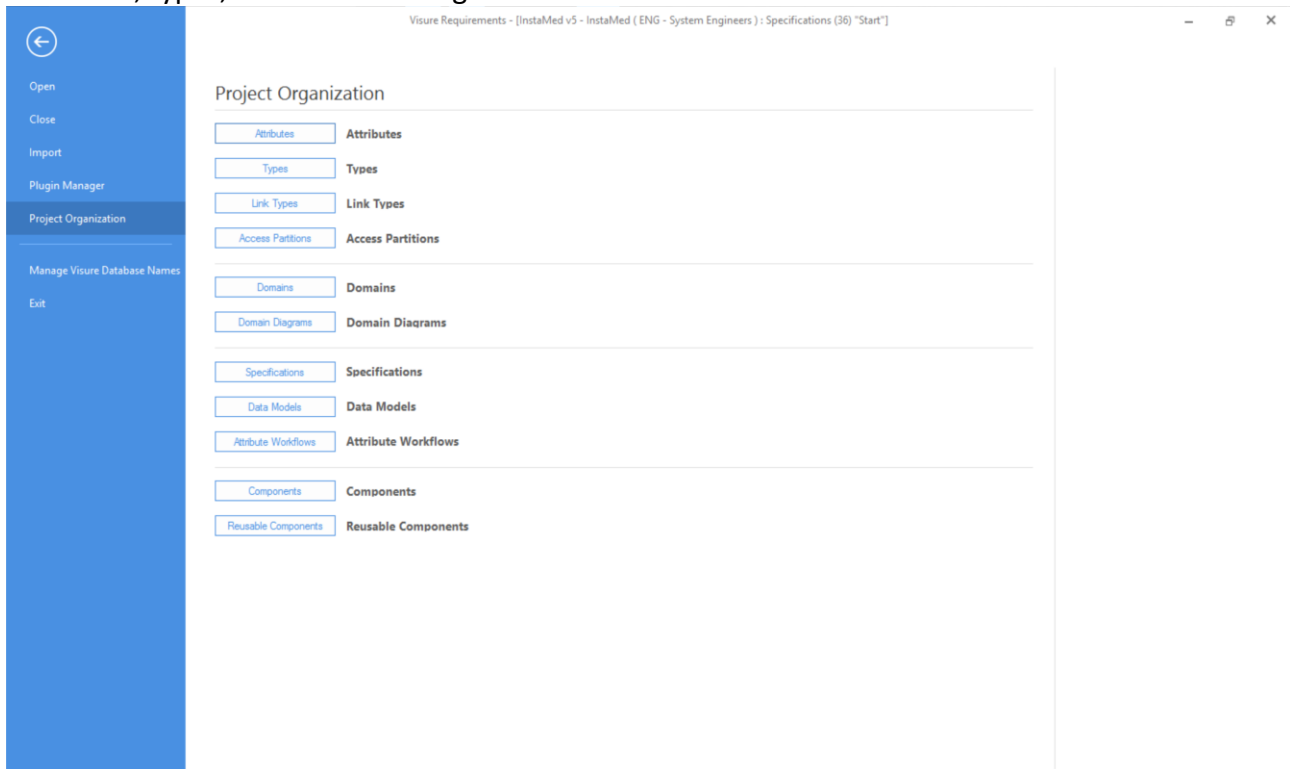 Visure Requirements - [InstaMed v5 - InstaMed ( ENG - System Engineers ) : Specifications (36) "Start"]
Open
Close
Import
Plugin Manager
Project Organization
Manage Visure Database Names
Exit
Project Organization
Attributes Attributes
Types Types
Link Types Link Types
Access Partitions Access Partitions
Domains Domains
Domain Diagrams Domain Diagrams
Specifications Specifications
Data Models Data Models
Attribute Workflows Attribute Workflows
Components Components
Reusable Components Reusable Components